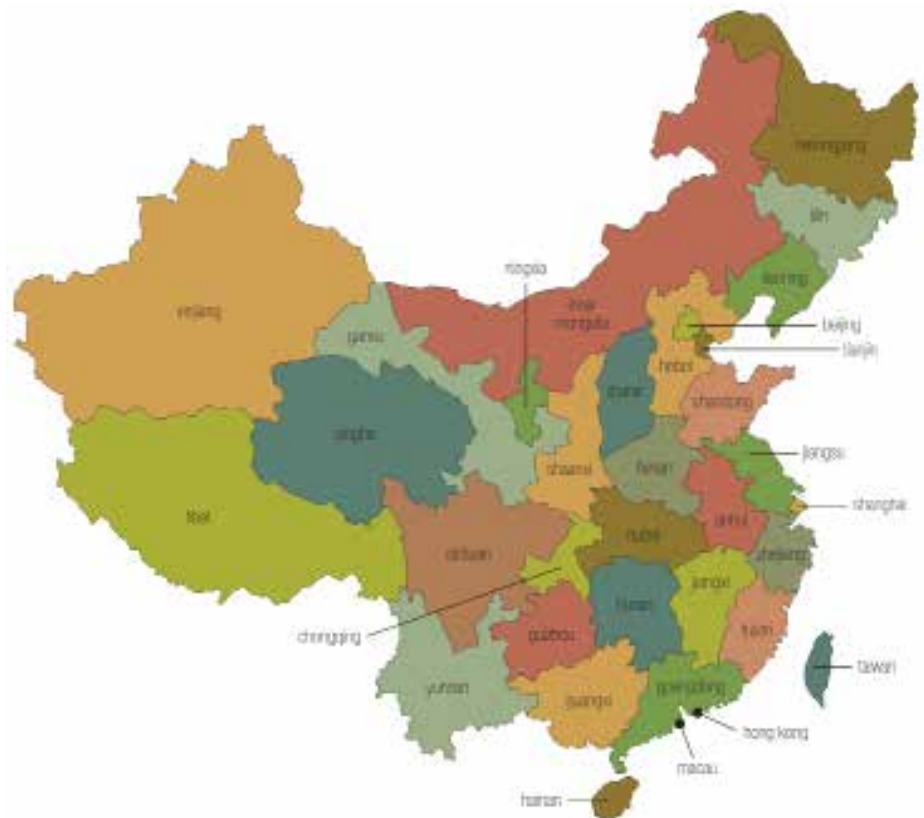 heilongjiang
jilin
liaoning
ningxia
inner
mongolia
xinjiang
gansu
beijing
tianjin
hebei
shanxi
shandong
qinghai
shaanxi
henan
jiangsu
tibet
anhui
shanghai
sichuan
hubei
zhejiang
chongqing
hunan
jiangxi
guizhou
fujian
taiwan
yunnan
guangxi
guangdong
hong kong
macau
hainan